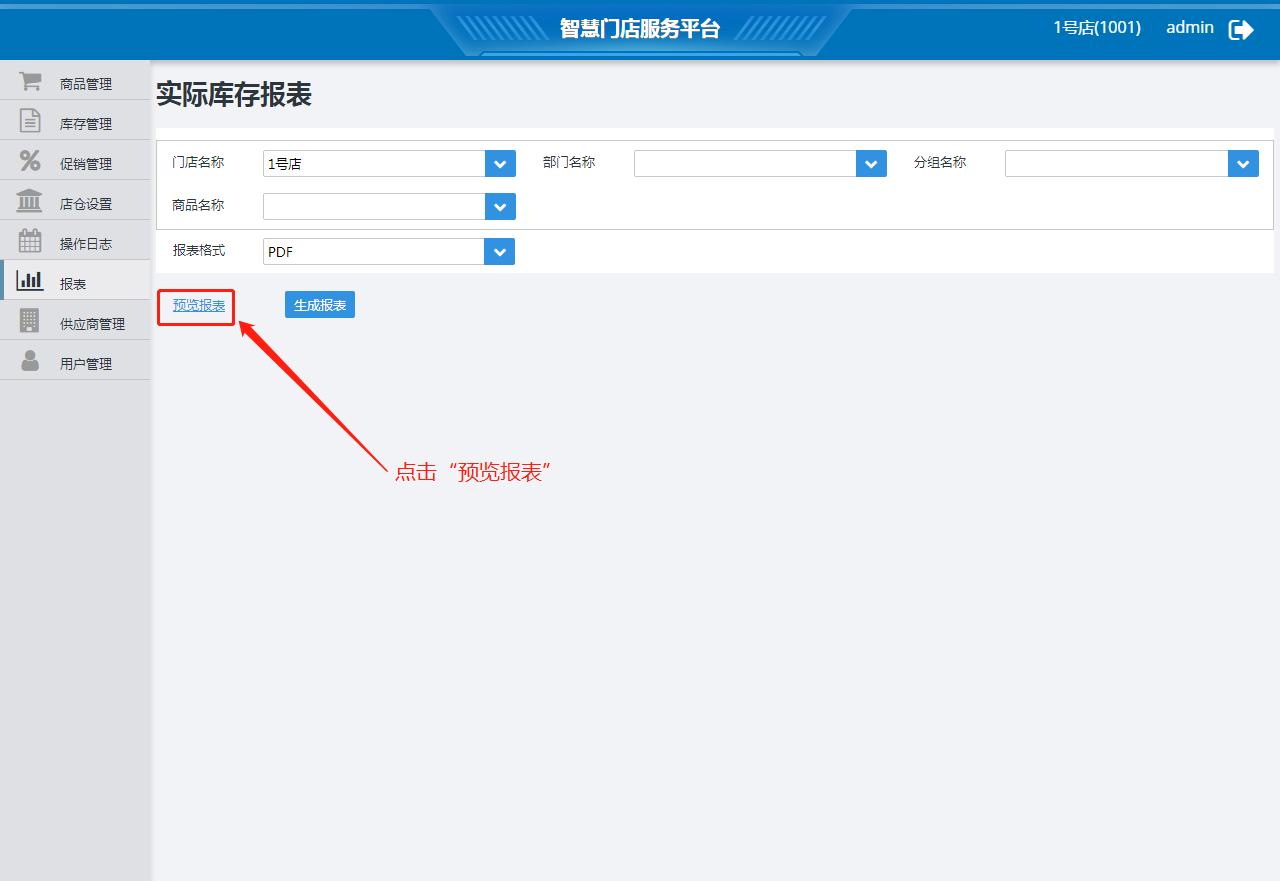 智慧门店服务平台
1号店(1001) admin
商品管理
库存管理
促销管理
店仓设置
操作日志
报表
供应商管理
用户管理
实际库存报表
门店名称 1号店 部门名称 分组名称
商品名称
报表格式 PDF
预览报表 生成报表
点击“预览报表”